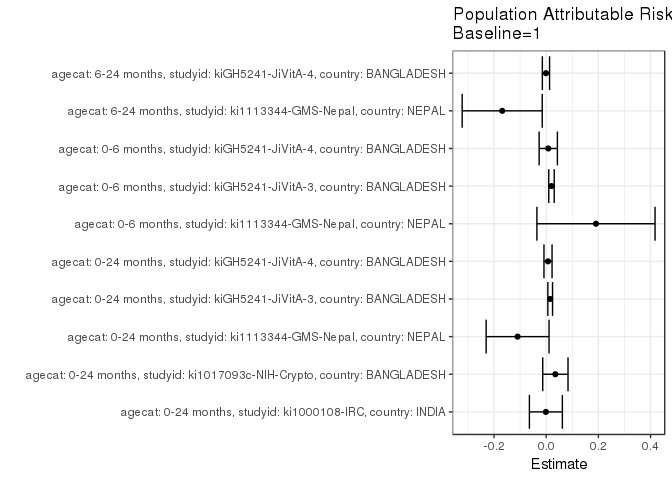 Population Attributable Risk
Baseline=1
agecat: 6-24 months, studyid: kiGH5241-JiVitA-4, country: BANGLADESH
agecat: 6-24 months, studyid: ki1113344-GMS-Nepal, country: NEPAL
agecat: 0-6 months, studyid: kiGH5241-JiVitA-4, country: BANGLADESH
agecat: 0-6 months, studyid: kiGH5241-JiVitA-3, country: BANGLADESH
agecat: 0-6 months, studyid: ki1113344-GMS-Nepal, country: NEPAL
agecat: 0-24 months, studyid: kiGH5241-JiVitA-4, country: BANGLADESH
agecat: 0-24 months, studyid: kiGH5241-JiVitA-3, country: BANGLADESH
agecat: 0-24 months, studyid: ki1113344-GMS-Nepal, country: NEPAL
agecat: 0-24 months, studyid: ki1017093c-NIH-Crypto, country: BANGLADESH
agecat: 0-24 months, studyid: ki1000108-IRC, country: INDIA
-0.2 0.0 0.2 0.4
Estimate